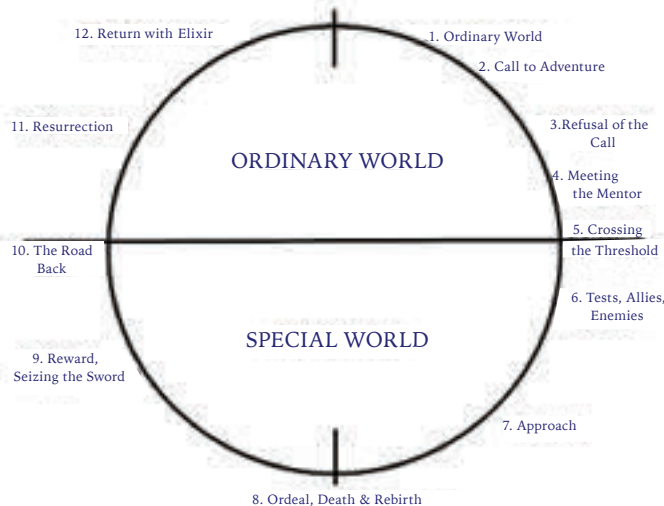 12. Return with Elixir
1. Ordinary World
2. Call to Adventure
3.Refusal of the
Call
4. Meeting
the Mentor
5. Crossing
the Threshold
6. Tests, Allies,
Enemies
7. Approach
8. Ordeal, Death & Rebirth
9. Reward,
Seizing the Sword
10. The Road
Back
11. Resurrection
ORDINARY WORLD
SPECIAL WORLD